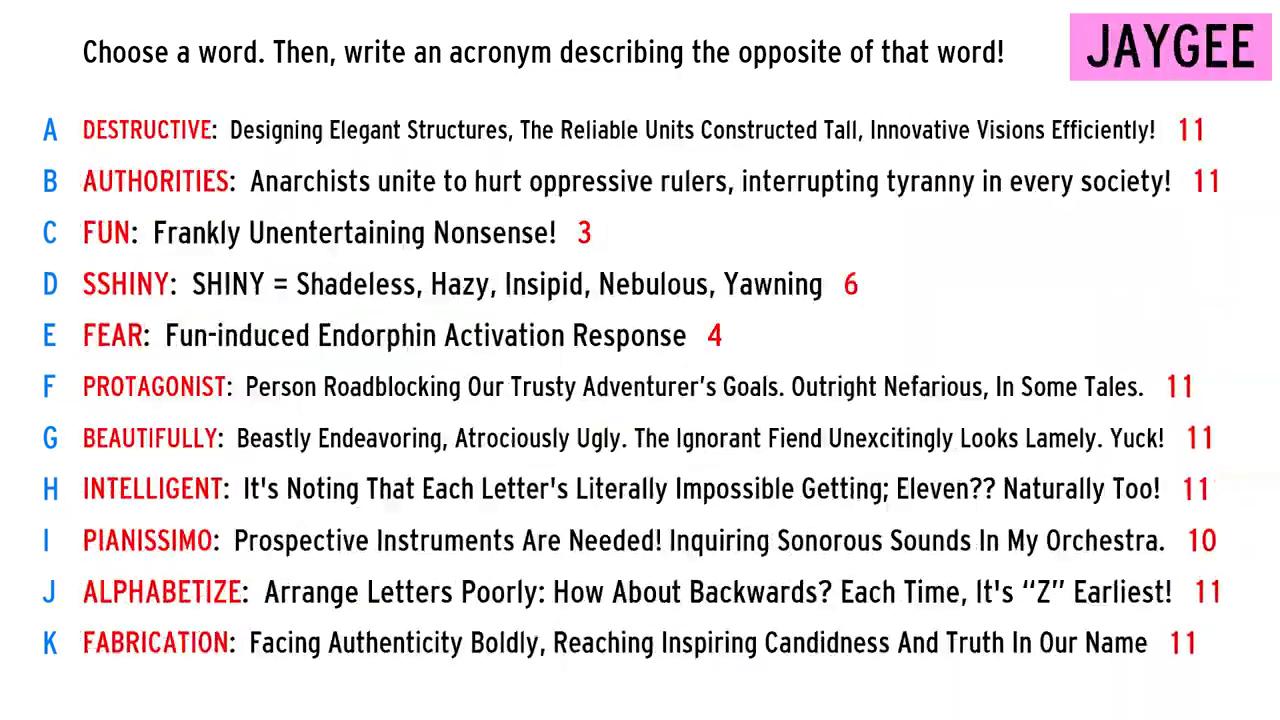 Choose a word. Then, write an acronym describing the opposite of that word!
JAYGEE
A DESTRUCTIVE: Designing Elegant Structures, The Reliable Units Constructed Tall, Innovative Visions Efficiently! 11
B AUTHORITIES: Anarchists unite to hurt oppressive rulers, interrupting tyranny in every society! 11
C FUN: Frankly Unentertaining Nonsense! 3
D SSHINY: SHINY = Shadeless, Hazy, Insipid, Nebulous, Yawning 6
E FEAR: Fun-induced Endorphin Activation Response 4
F PROTAGONIST: Person Roadblocking Our Trusty Adventurer's Goals. Outright Nefarious, In Some Tales. 11
G BEAUTIFULLY: Beastly Endeavoring, Atrociously Ugly. The Ignorant Fiend Unexcitingly Looks Lamely. Yuck! 11
H INTELLIGENT: It's Noting That Each Letter's Literally Impossible Getting; Eleven?? Naturally Too! 11
I PIANISSIMO: Prospective Instruments Are Needed! Inquiring Sonorous Sounds In My Orchestra. 10
J ALPHABETIZE: Arrange Letters Poorly: How About Backwards? Each Time, It's “Z” Earliest! 11
K FABRICATION: Facing Authenticity Boldly, Reaching Inspiring Candidness And Truth In Our Name 11